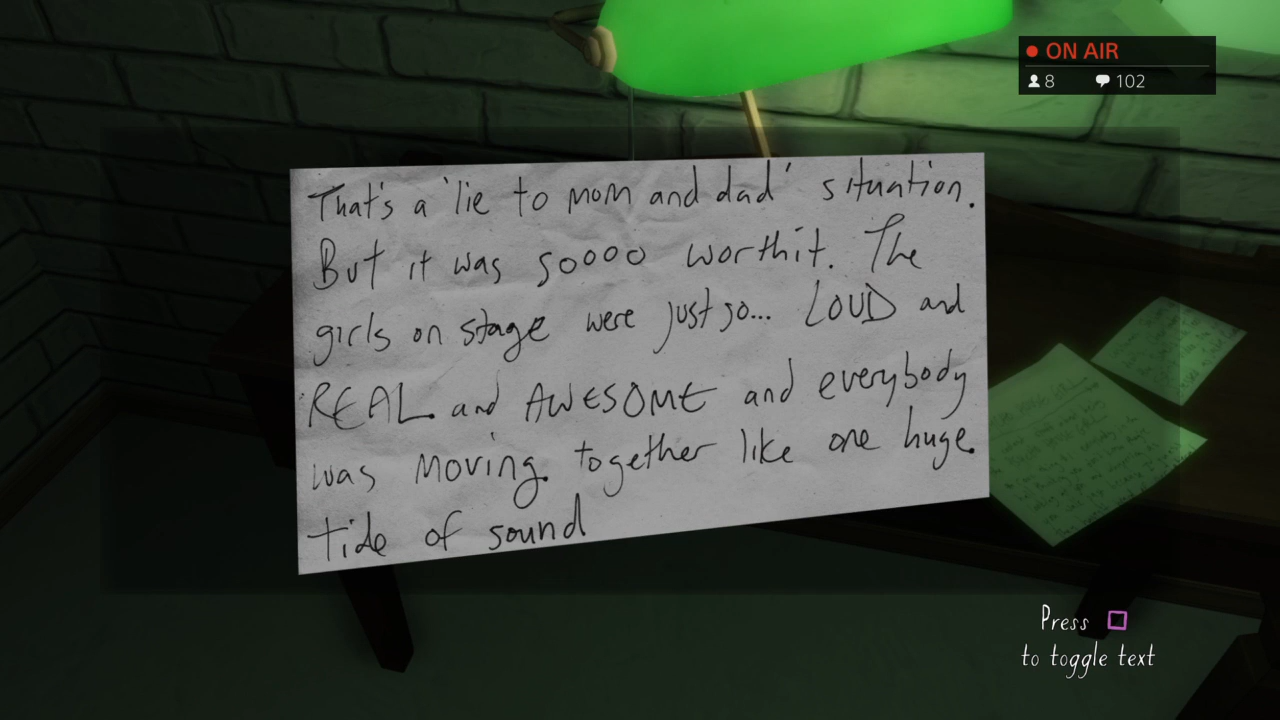 ON AIR
8 102
That's a 'lie to mom and dad' situation.
But it was soooo worthit. The
girls on stage were just so... LOUD and
REAL and AWESOME and everybody
was moving together like one huge
tide of sound
Press
to toggle text